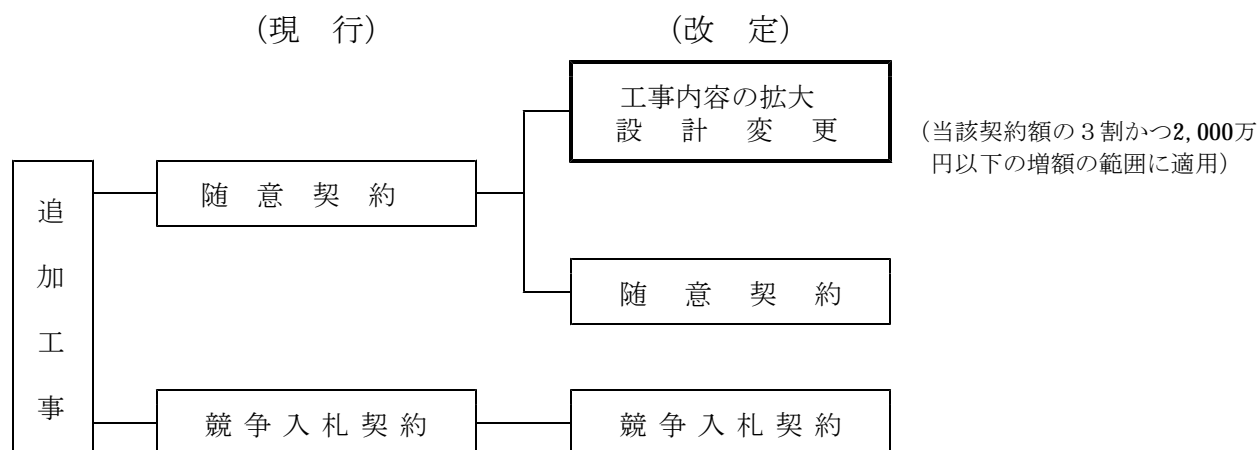 (現 行)
(改 定)
工事内容の拡大
設 計 変 更
(当該契約額の3割かつ2,000万
円以下の増額の範囲に適用)
追
加
工
事
随 意 契 約
随 意 契 約
競 争 入 札 契 約
競 争 入 札 契 約